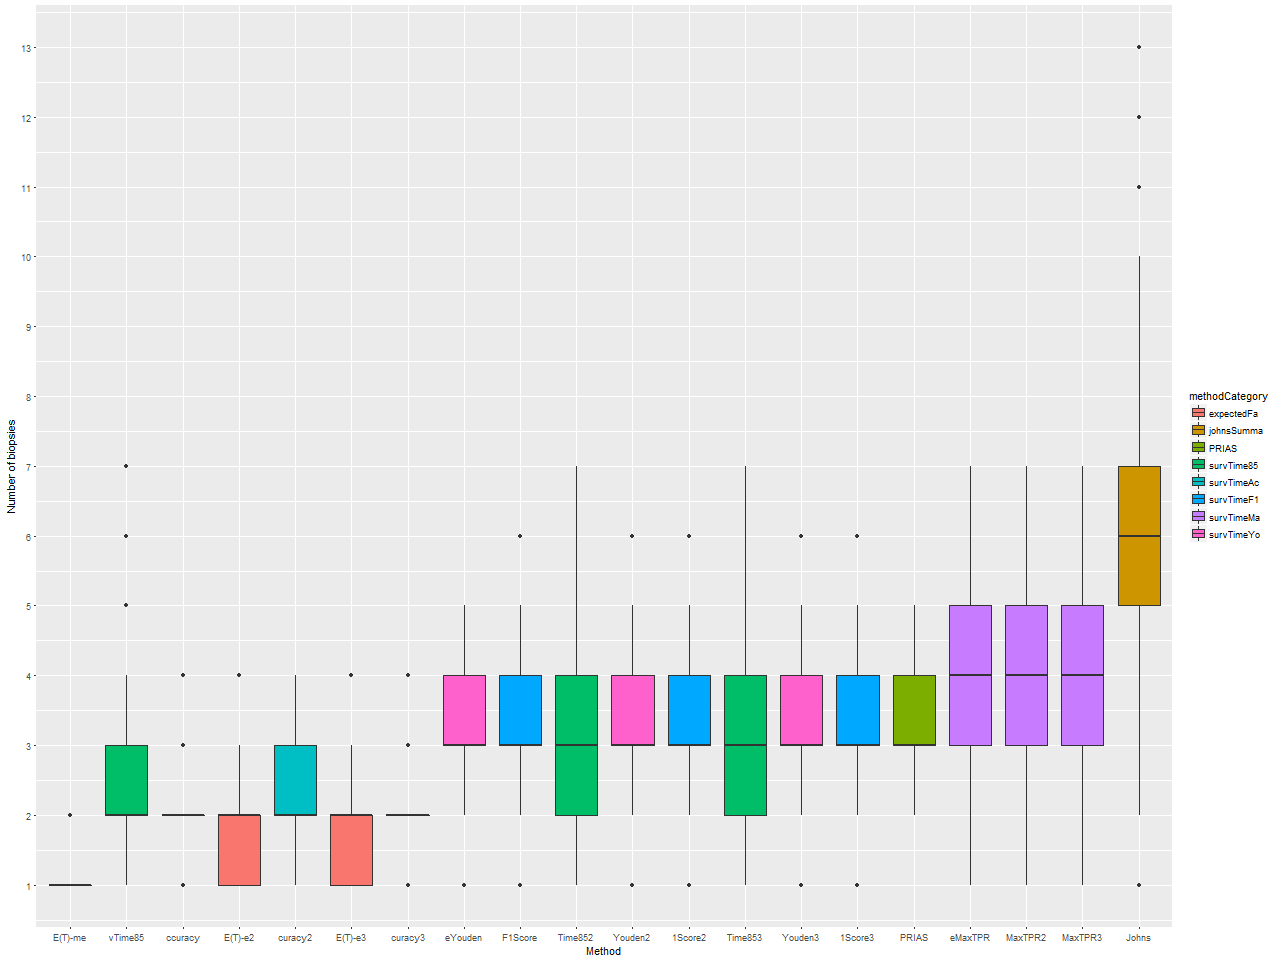 13
12
11
10
9
8
7
6
5
4
3
2
1
Number of biopsies
E(T)-me vTime85 ccuracy E(T)-e2 curacy2 E(T)-e3 curacy3 eYouden F1Score Time852 Youden2 1Score2 Time853 Youden3 1Score3 PRIAS eMaxTPR MaxTPR2 MaxTPR3 Johns
Method
methodCategory
expectedFa
johnsSumma
PRIAS
survTime85
survTimeAc
survTimeF1
survTimeMa
survTimeYo